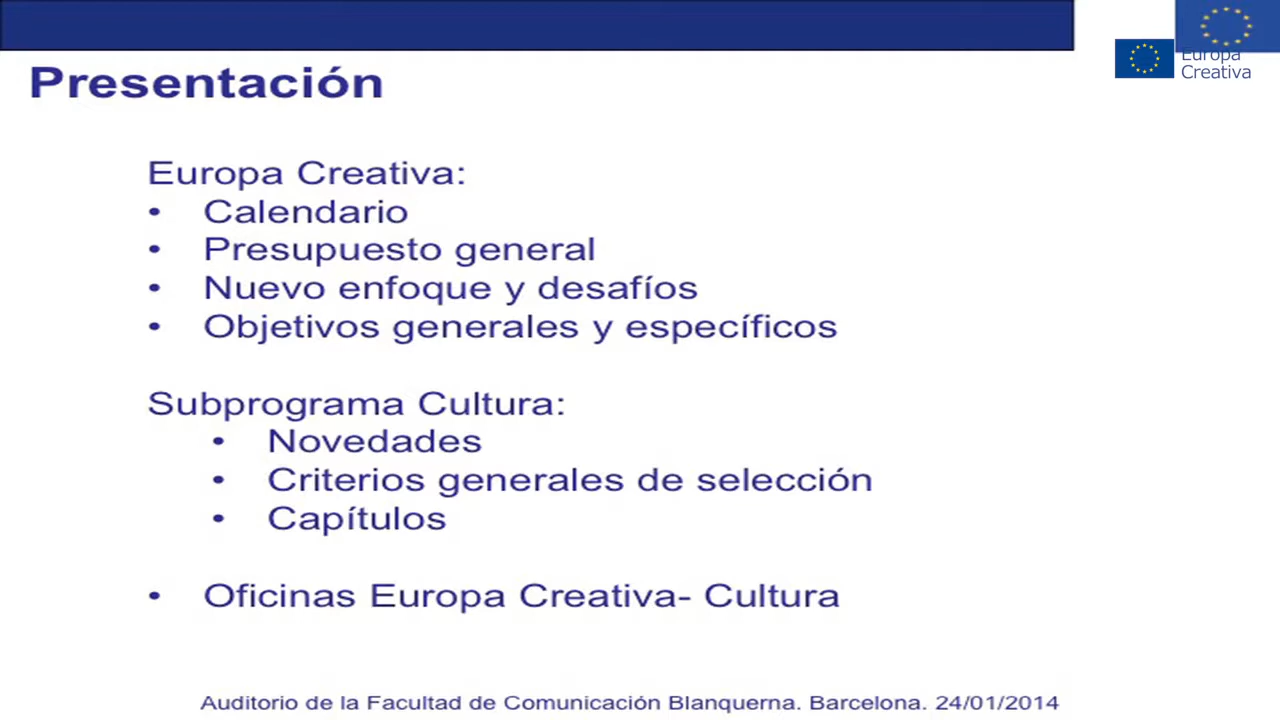 Europa
Creativa
Presentación
Europa Creativa:
• Calendario
• Presupuesto general
• Nuevo enfoque y desafíos
• Objetivos generales y específicos
Subprograma Cultura:
• Novedades
• Criterios generales de selección
• Capítulos
• Oficinas Europa Creativa- Cultura
Auditorio de la Facultad de Comunicación Blanquerna. Barcelona. 24/01/2014